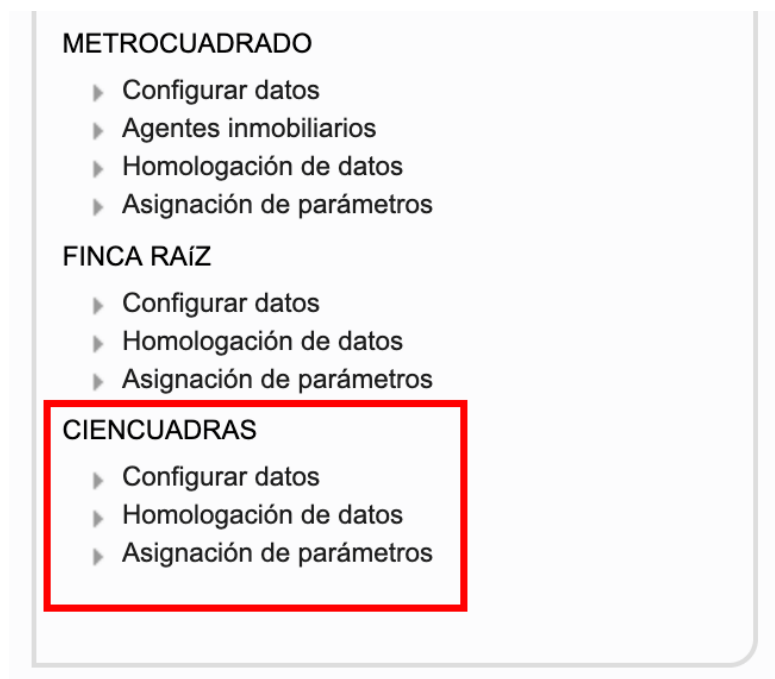 METROCUADRADO
Configurar datos
Agentes inmobiliarios
Homologación de datos
Asignación de parámetros
FINCA RAíZ
Configurar datos
Homologación de datos
Asignación de parámetros
CIENCUADRAS
Configurar datos
Homologación de datos
Asignación de parámetros